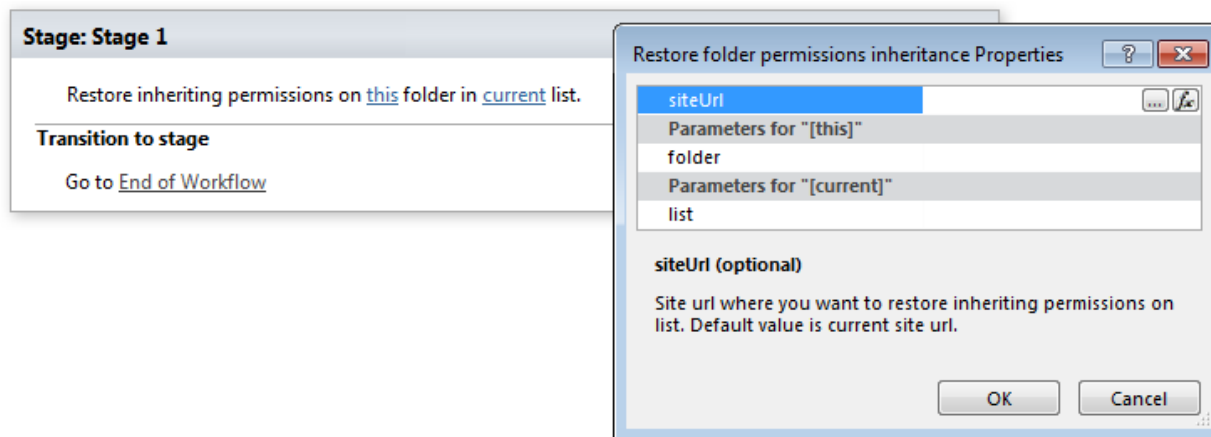 Stage: Stage 1
Restore inheriting permissions on this folder in current list.
Transition to stage
Go to End of Workflow
Restore folder permissions inheritance Properties
?
siteUrl
... fx
Parameters for "[this]"
folder
Parameters for "[current]"
list
siteUrl (optional)
Site url where you want to restore inheriting permissions on
list. Default value is current site url.
OK Cancel